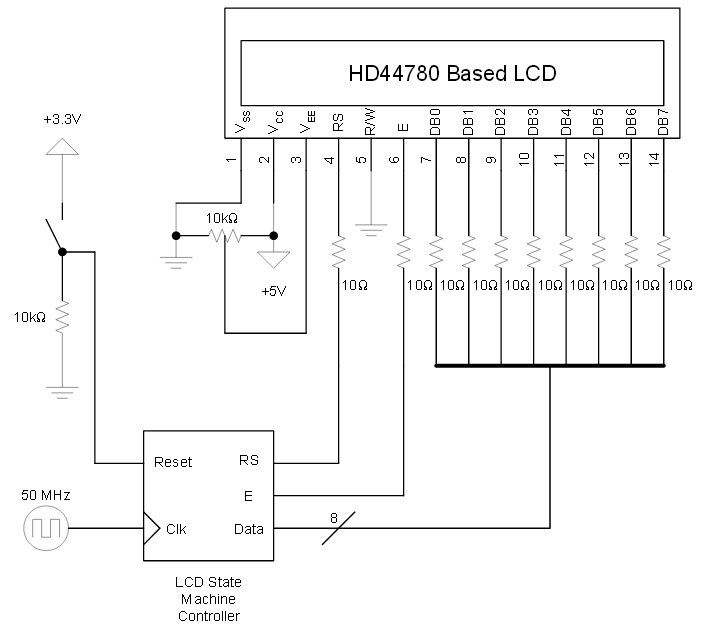 HD44780 Based LCD
VSS
VCC
VEE
RS
R/W
E
DB0
DB1
DB2
DB3
DB4
DB5
DB6
DB7
1
2
3
4
5
6
7
8
9
10
11
12
13
14
+3.3V
10kΩ
+5V
10Ω
10Ω
10Ω
10Ω
10Ω
10Ω
10Ω
10Ω
10Ω
10Ω
10kΩ
Reset
RS
E
50 MHz
Clk
Data
8
LCD State
Machine
Controller